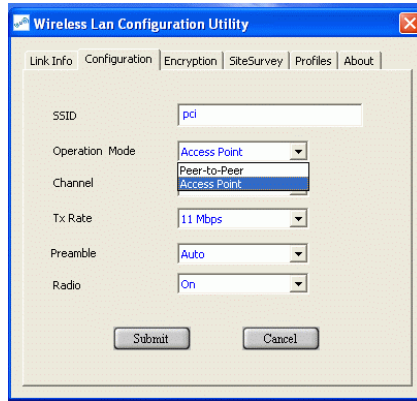 Wireless Lan Configuration Utility
Link Info Configuration Encryption SiteSurvey Profiles About
SSID pci
Operation Mode Access Point
Peer-to-Peer
Access Point
Channel
Tx Rate 11 Mbps
Preamble Auto
Radio On
Submit Cancel